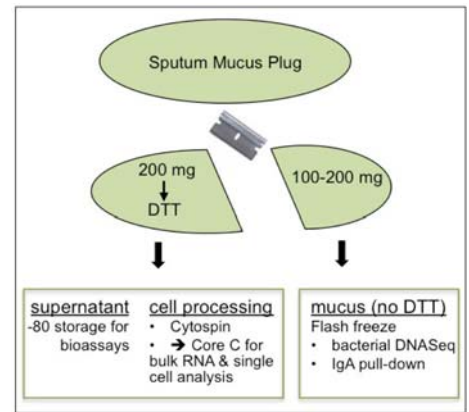 Sputum Mucus Plug
200 mg
DTT
100-200 mg
supernatant
-80 storage for
bioassays
cell processing
• Cytospin
• ➔ Core C for
bulk RNA & single
cell analysis
mucus (no DTT)
Flash freeze
• bacterial DNASeq
• IgA pull-down